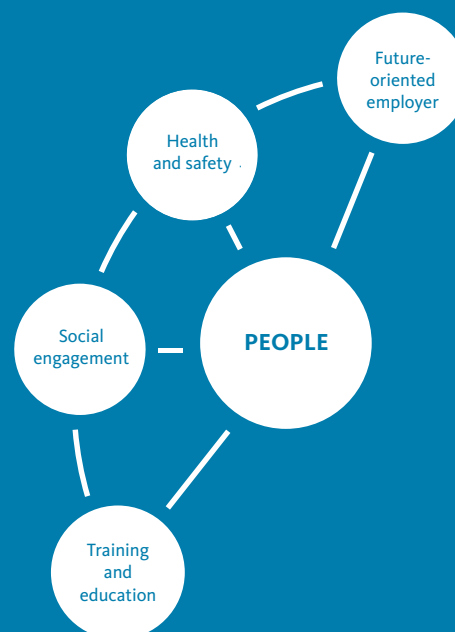 Future-
oriented
employer
Health
and safety
PEOPLE
Social
engagement
Training
and
education